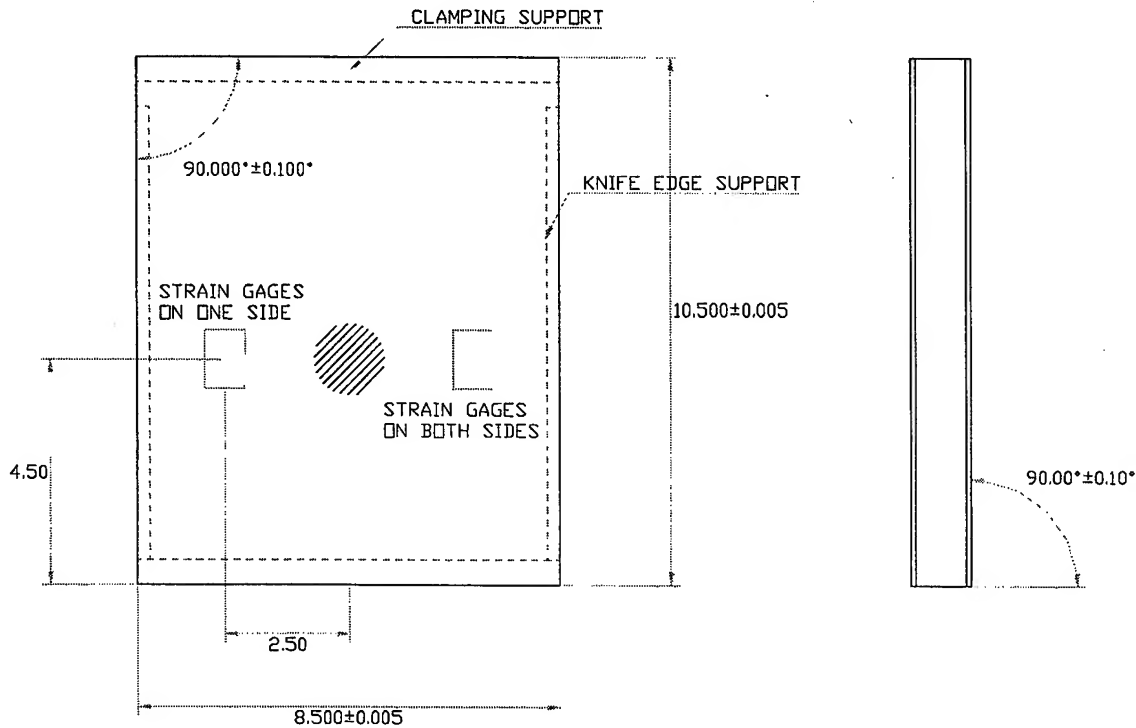 CLAMPING SUPPORT
90.000°±0.100°
KNIFE EDGE SUPPORT
STRAIN GAGES
ON ONE SIDE
10.500±0.005
STRAIN GAGES
ON BOTH SIDES
4.50
90.00°±0.10°
2.50
8.500±0.005